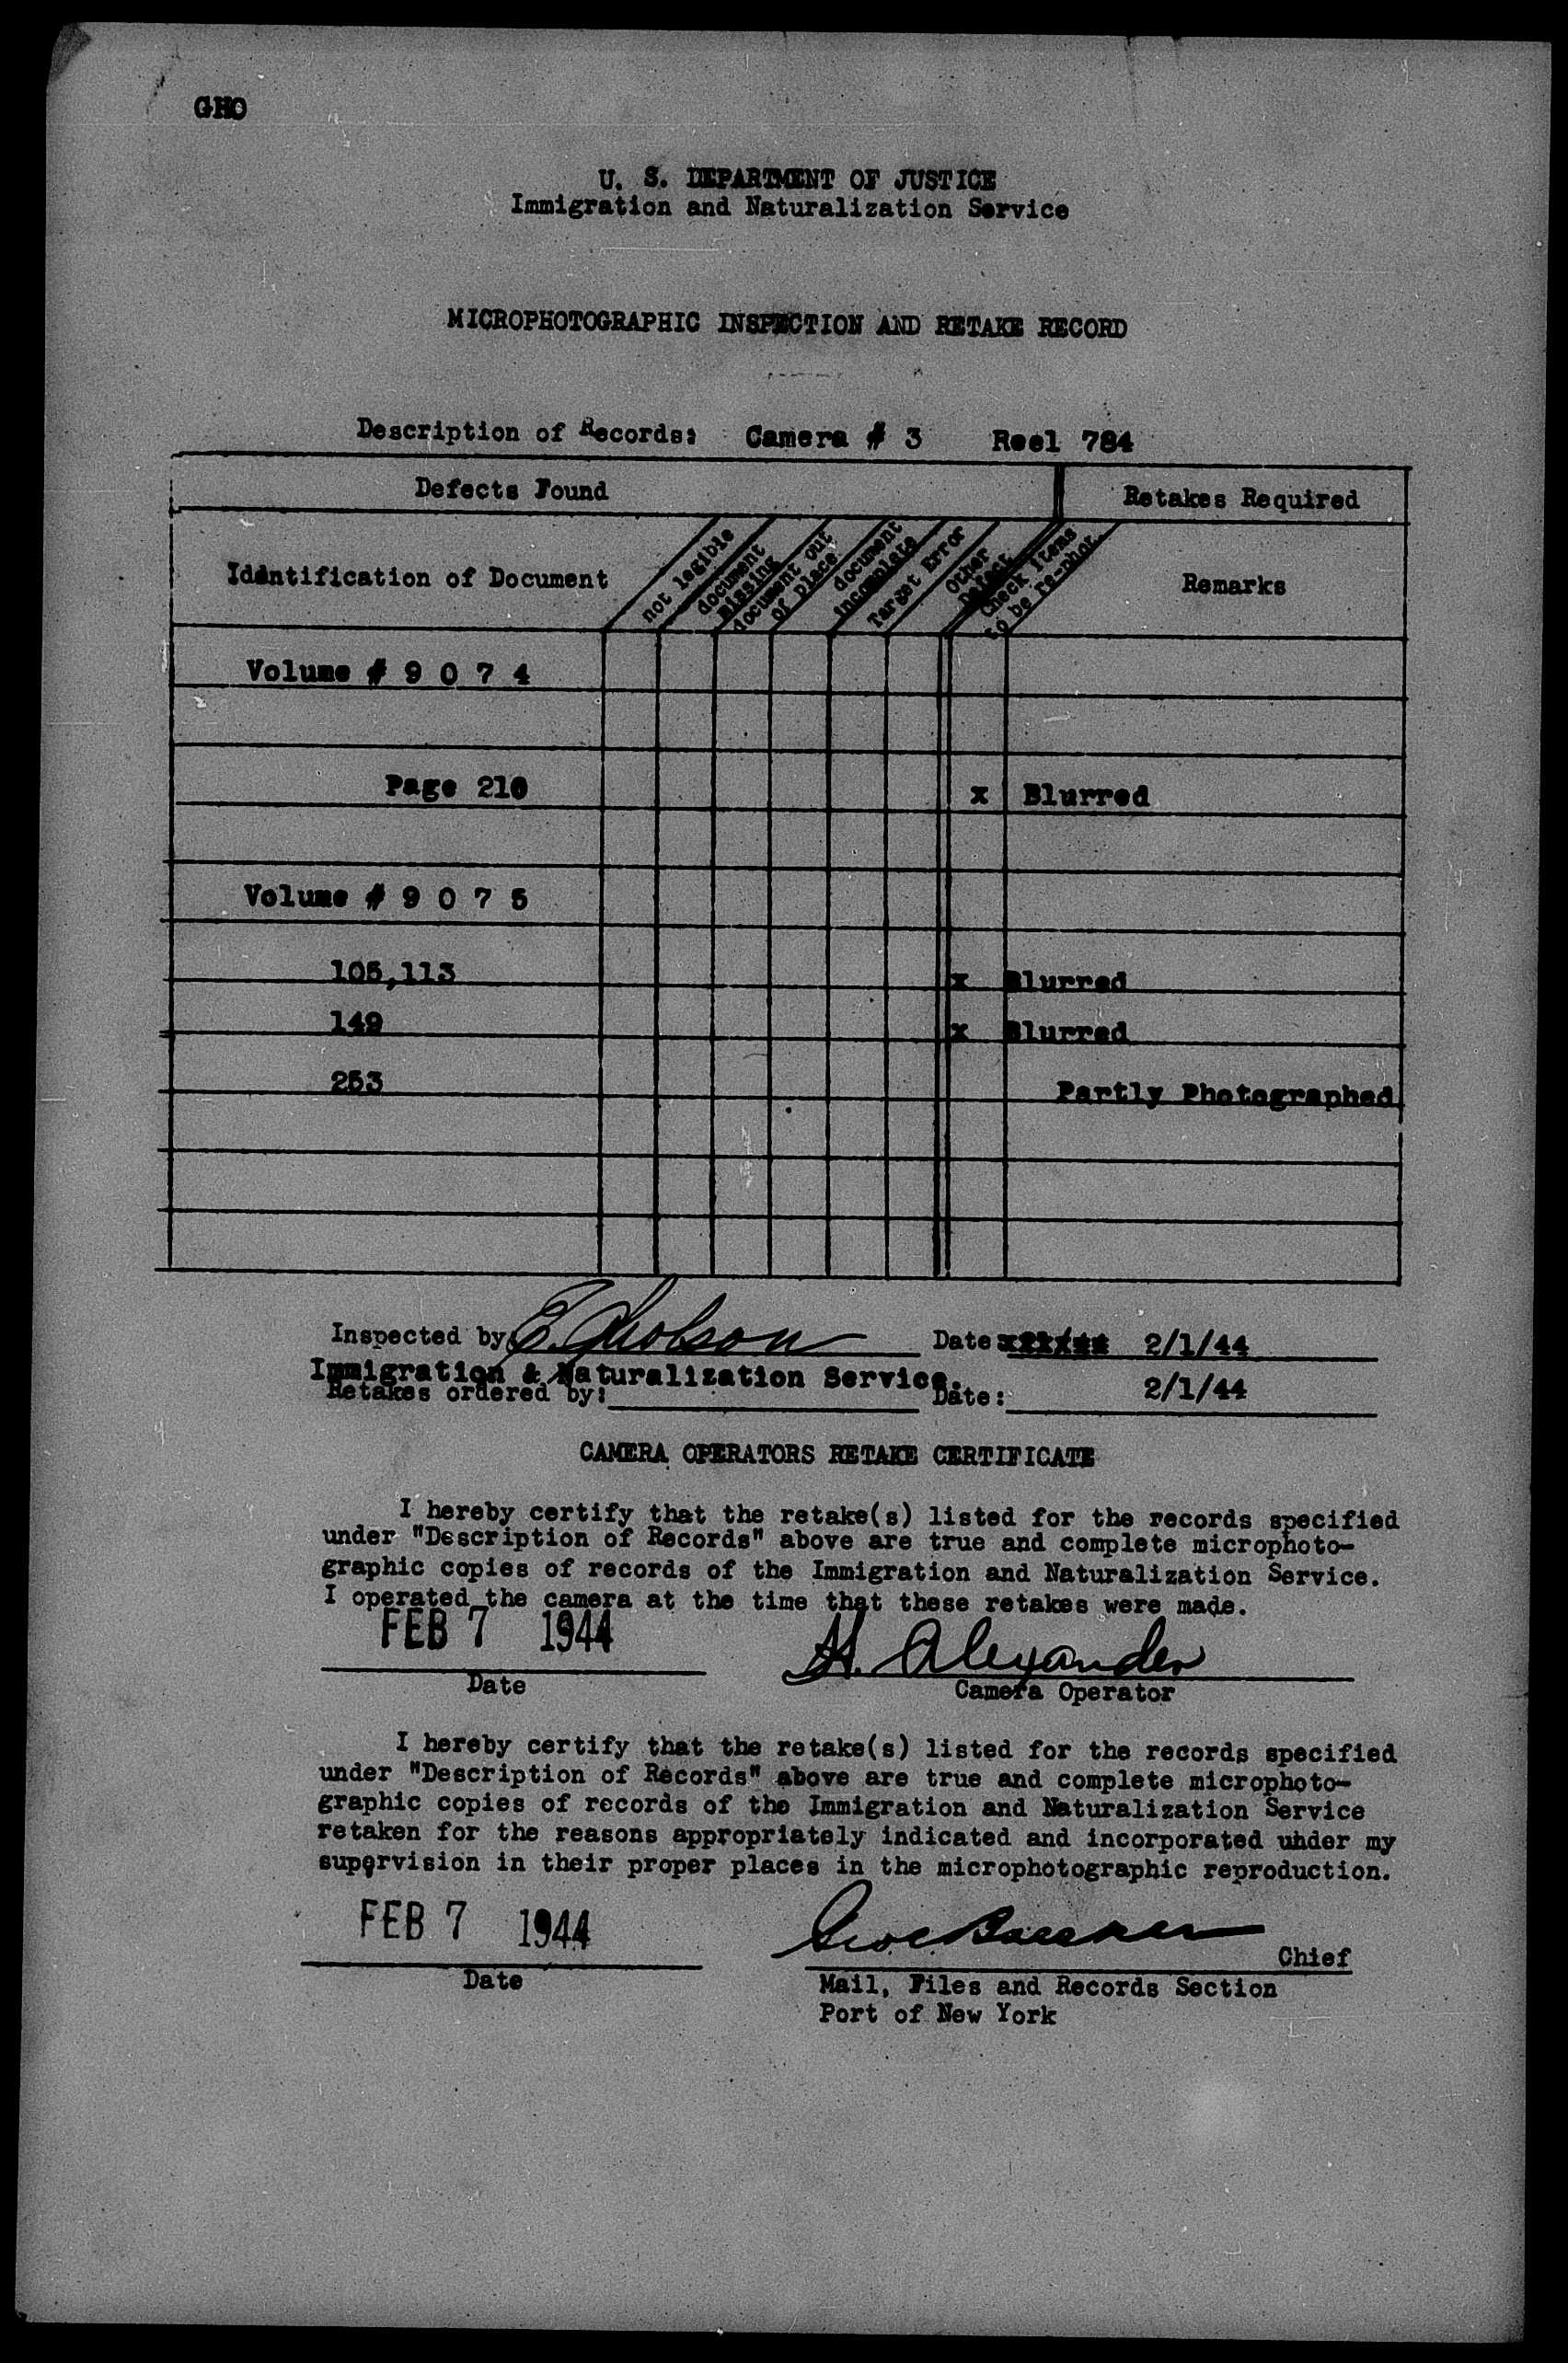 GHO
U. S. DEPARTMENT OF JUSTICE
Immigration and Naturalization Service
MICROPHOTOGRAPHIC INSPECTION AND RETAKE RECORD
Description of Records: Camera # 3 Reel 784
Defects Found Retakes Required
Identification of Document
not legible
document missing
document out of place
document incomplete
Target Error
Other Defect
Check items to be re-phot.
Remarks
Volume # 9 0 7 4
Page 210 x Blurred
Volume # 9 0 7 5
105,113 x Blurred
149 x Blurred
253 Partly Photographed
Inspected by E. Gholson Date 2/1/44
Immigration & Naturalization Service.
Retakes ordered by: Date: 2/1/44
CAMERA OPERATORS RETAKE CERTIFICATE
I hereby certify that the retake(s) listed for the records specified
under "Description of Records" above are true and complete microphoto-
graphic copies of records of the Immigration and Naturalization Service.
I operated the camera at the time that these retakes were made.
FEB 7 1944 H. Alexander
Date Camera Operator
I hereby certify that the retake(s) listed for the records specified
under "Description of Records" above are true and complete microphoto-
graphic copies of records of the Immigration and Naturalization Service
retaken for the reasons appropriately indicated and incorporated under my
supervision in their proper places in the microphotographic reproduction.
FEB 7 1944
Chief
Date Mail, Files and Records Section
Port of New York